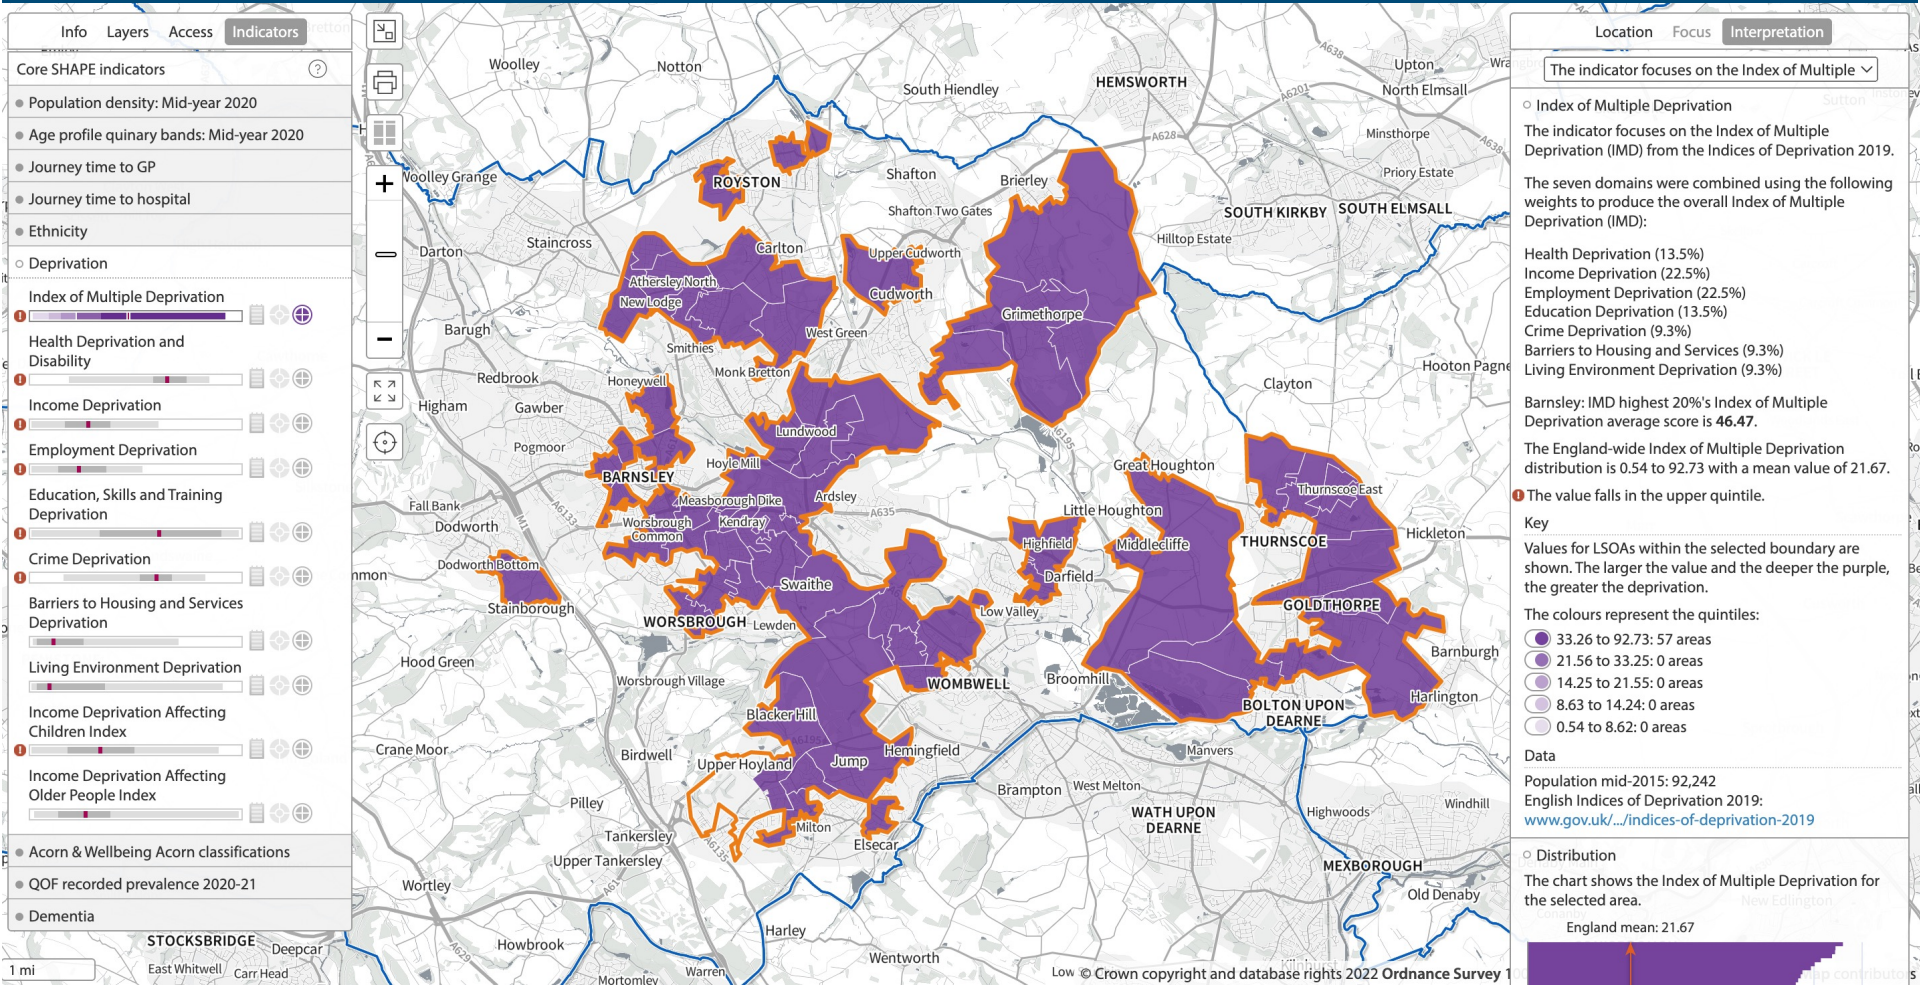 Info Layers Access Indicators
Core SHAPE indicators ?
Population density: Mid-year 2020
Age profile quinary bands: Mid-year 2020
Journey time to GP
Journey time to hospital
Ethnicity
Deprivation
Index of Multiple Deprivation
Health Deprivation and
Disability
Income Deprivation
Employment Deprivation
Education, Skills and Training
Deprivation
Crime Deprivation
Barriers to Housing and Services
Deprivation
Living Environment Deprivation
Income Deprivation Affecting
Children Index
Income Deprivation Affecting
Older People Index
Acorn & Wellbeing Acorn classifications
QOF recorded prevalence 2020-21
Dementia
STOCKSBRIDGE
Deepcar
East Whitwell
Carr Head
1 mi
Woolley
Notton
South Hiendley
HEMSWORTH
Upton
North Elmsall
A638
A6201
A628
Minsthorpe
A638
Woolley Grange
ROYSTON
Shafton
Brierley
Priory Estate
Shafton Two Gates
SOUTH KIRKBY
SOUTH ELMSALL
Darton
Staincross
Carlton
Upper Cudworth
Hilltop Estate
Athersley North
New Lodge
Cudworth
Grimethorpe
Barugh
West Green
Smithies
Monk Bretton
Redbrook
Honeywell
Clayton
Hooton Pagne
Higham
Gawber
Lundwood
A6195
Pogmoor
Hoyle Mill
Great Houghton
BARNSLEY
Measborough Dike
Ardsley
Thurnscoe East
Fall Bank
A6133
M1
A635
Little Houghton
Dodworth
Worsbrough
Common
Kendray
Highfield
Middlecliffe
THURNSCOE
Hickleton
Dodworth Bottom
Swaithe
Darfield
mmon
Stainborough
Low Valley
GOLDTHORPE
WORSBROUGH
Lewden
Hood Green
Barnburgh
Worsbrough Village
WOMBWELL
Broomhill
Harlington
Blacker Hill
BOLTON UPON
DEARNE
A6195
Crane Moor
Birdwell
Hemingfield
Manvers
Upper Hoyland
Jump
Pilley
Brampton
West Melton
Windhill
WATH UPON
DEARNE
Highwoods
Milton
Tankersley
A6135
Elsecar
Upper Tankersley
MEXBOROUGH
Wortley
A61
Old Denaby
Harley
Howbrook
A629
Wentworth
Warren
Mortomley
Low © Crown copyright and database rights 2022 Ordnance Survey 1
Location Focus Interpretation
The indicator focuses on the Index of Multiple
Index of Multiple Deprivation
The indicator focuses on the Index of Multiple
Deprivation (IMD) from the Indices of Deprivation 2019.
The seven domains were combined using the following
weights to produce the overall Index of Multiple
Deprivation (IMD):
Health Deprivation (13.5%)
Income Deprivation (22.5%)
Employment Deprivation (22.5%)
Education Deprivation (13.5%)
Crime Deprivation (9.3%)
Barriers to Housing and Services (9.3%)
Living Environment Deprivation (9.3%)
Barnsley: IMD highest 20%'s Index of Multiple
Deprivation average score is 46.47.
The England-wide Index of Multiple Deprivation
distribution is 0.54 to 92.73 with a mean value of 21.67.
The value falls in the upper quintile.
Key
Values for LSOAs within the selected boundary are
shown. The larger the value and the deeper the purple,
the greater the deprivation.
The colours represent the quintiles:
33.26 to 92.73: 57 areas
21.56 to 33.25: 0 areas
14.25 to 21.55: 0 areas
8.63 to 14.24: 0 areas
0.54 to 8.62: 0 areas
Data
Population mid-2015: 92,242
English Indices of Deprivation 2019:
www.gov.uk/.../indices-of-deprivation-2019
Distribution
The chart shows the Index of Multiple Deprivation for
the selected area.
England mean: 21.67